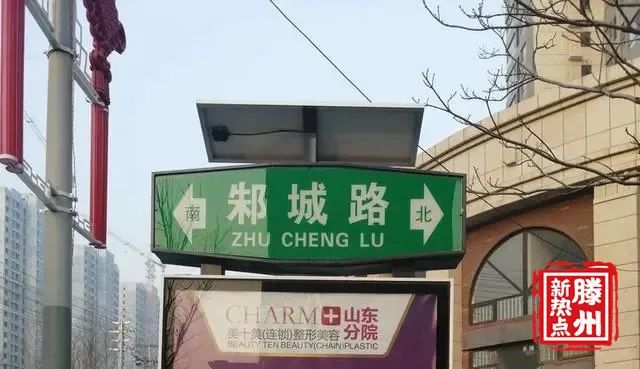 南 邾城路 北
ZHU CHENG LU
CHARM 山东
美十美(连锁)整形美容 分院
BEAUTY TEN BEAUTY(CHAIN)PLASTIC
滕州
新热点